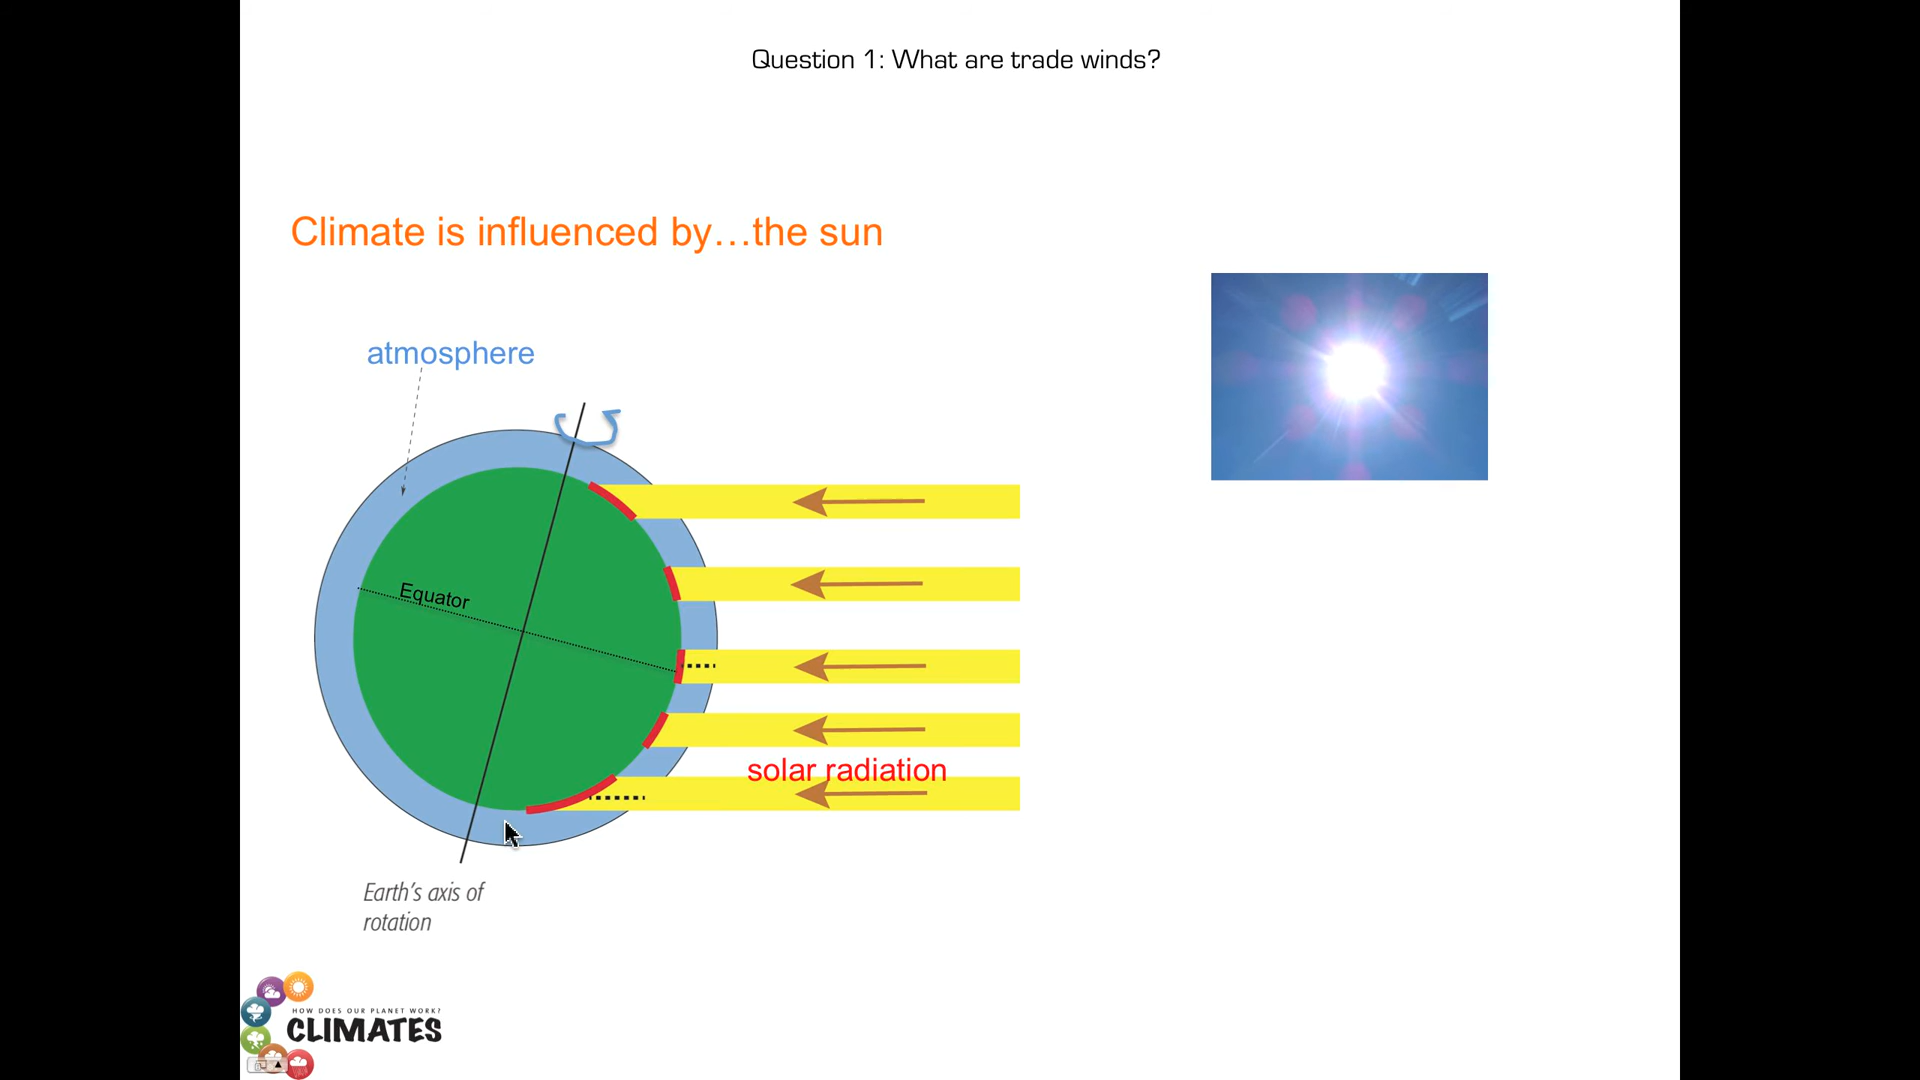 Question 1: What are trade winds?
Climate is influenced by…the sun
atmosphere
Equator
solar radiation
Earth's axis of
rotation
HOW DOES OUR PLANET WORK?
CLIMATES